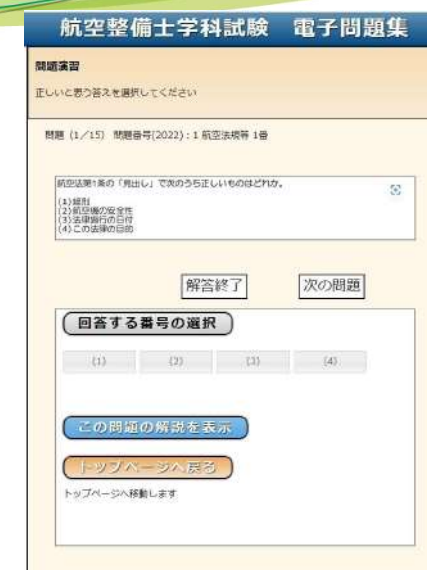 航空整備士学科試験 電子問題集
問題演習
正しいと思う答えを選択してください
問題 (1/15) 問題番号(2022) : 1 航空法規等 1番
航空法第1条の「見出し」で次のうち正しいものはどれか。
(1)総則
(2)航空機の安全性
(3)法律施行の日付
(4)この法律の目的
解答終了
次の問題
回答する番号の選択
(1) (2) (3) (4)
この問題の解説を表示
トップページへ戻る
トップページへ移動します